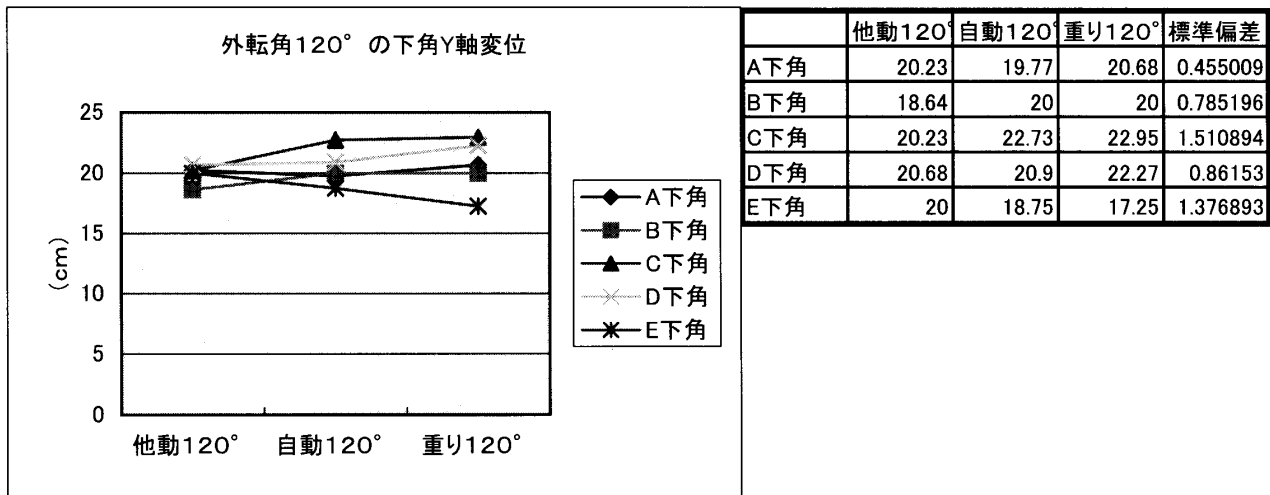 外転角120° の下角Y軸変位
25
20
15
10
5
0
(cm)
他動120° 自動120° 重り120°
A下角
B下角
C下角
D下角
E下角
他動120° 自動120° 重り120° 標準偏差
A下角 20.23 19.77 20.68 0.455009
B下角 18.64 20 20 0.785196
C下角 20.23 22.73 22.95 1.510894
D下角 20.68 20.9 22.27 0.86153
E下角 20 18.75 17.25 1.376893